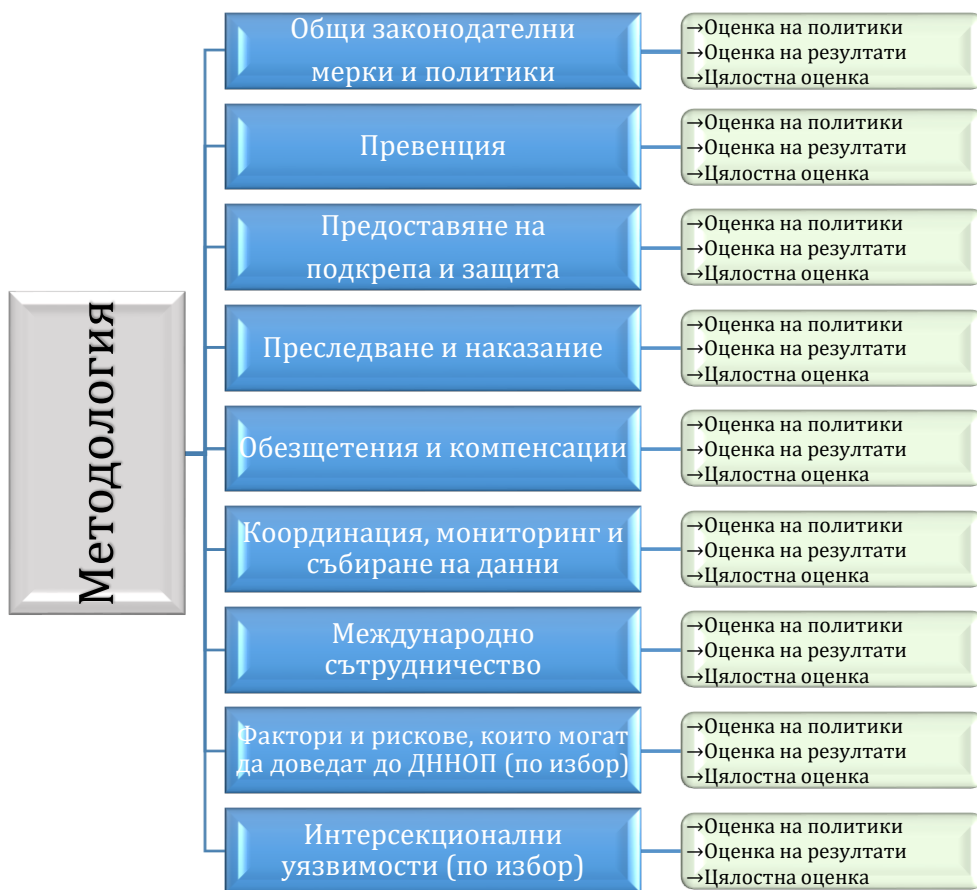 Методология
Общи законодателни
мерки и политики
→Оценка на политики
→Оценка на резултати
→Цялостна оценка
Превенция
→Оценка на политики
→Оценка на резултати
→Цялостна оценка
Предоставяне на
подкрепа и защита
→Оценка на политики
→Оценка на резултати
→Цялостна оценка
Преследване и наказание
→Оценка на политики
→Оценка на резултати
→Цялостна оценка
Обезщетения и компенсации
→Оценка на политики
→Оценка на резултати
→Цялостна оценка
Координация, мониторинг и
събиране на данни
→Оценка на политики
→Оценка на резултати
→Цялостна оценка
Международно
сътрудничество
→Оценка на политики
→Оценка на резултати
→Цялостна оценка
Фактори и рискове, които могат
да доведат до ДННОП (по избор)
→Оценка на политики
→Оценка на резултати
→Цялостна оценка
Интерсекционални
уязвимости (по избор)
→Оценка на политики
→Оценка на резултати
→Цялостна оценка